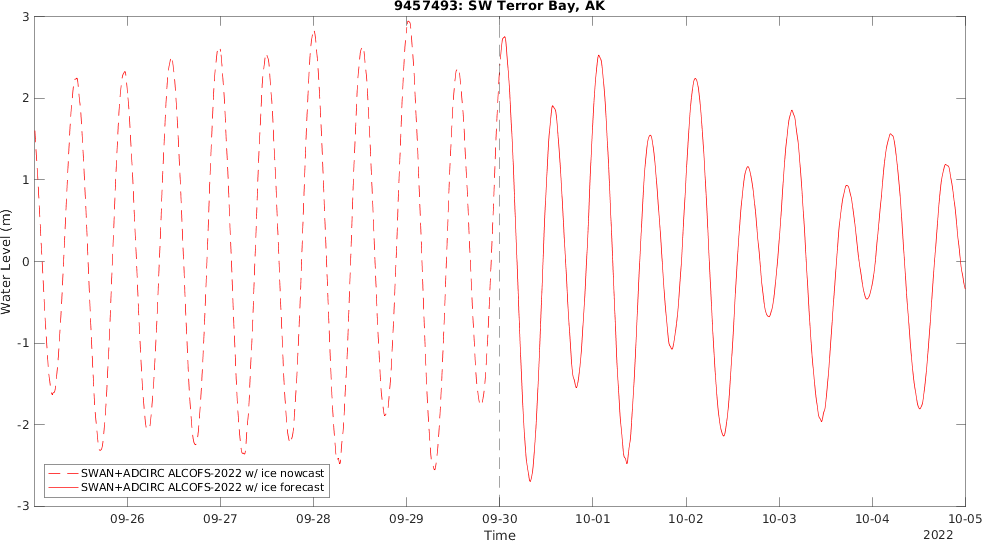 9457493: SW Terror Bay, AK
Water Level (m)
3
2
1
0
-1
-2
-3
SWAN+ADCIRC ALCOFS-2022 w/ ice nowcast
SWAN+ADCIRC ALCOFS-2022 w/ ice forecast
09-26 09-27 09-28 09-29 09-30 10-01 10-02 10-03 10-04 10-05
Time
2022